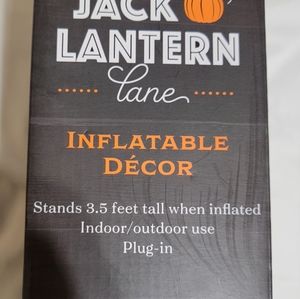 JACK O'
LANTERN
lane
INFLATABLE
DÉCOR
Stands 3.5 feet tall when inflated
Indoor/outdoor use
Plug-in